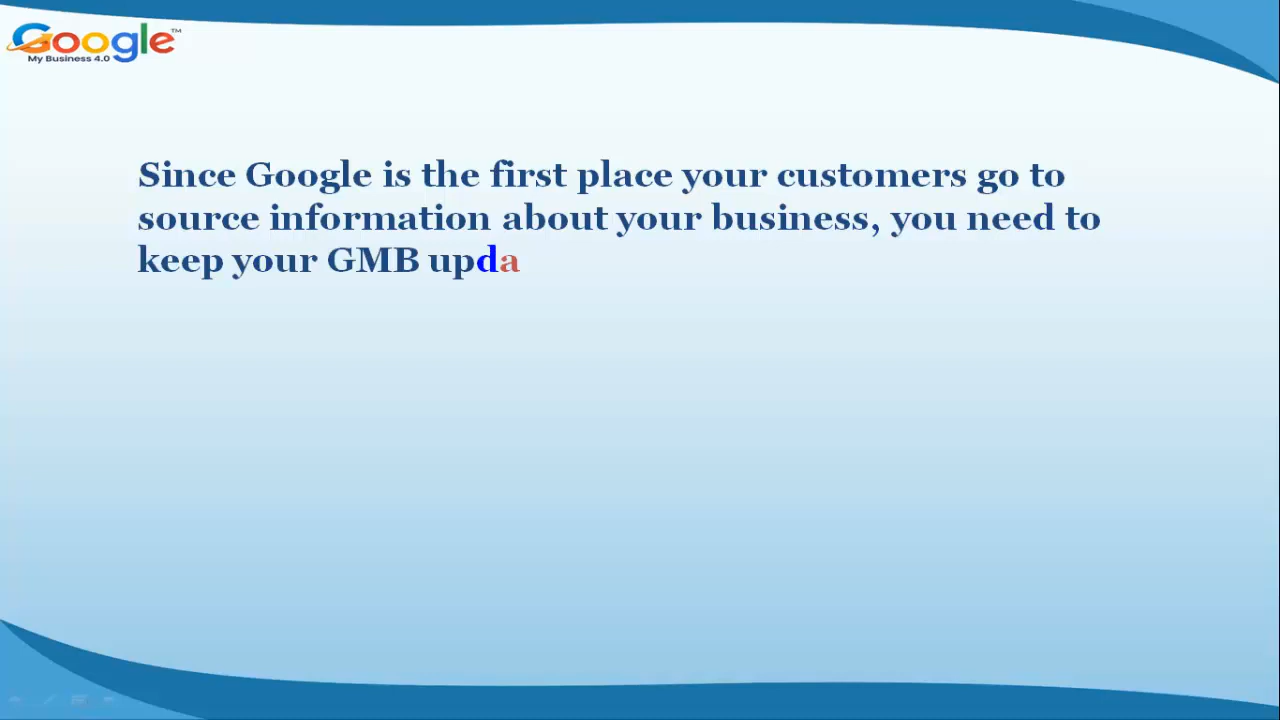 Google™
My Business 4.0
Since Google is the first place your customers go to
source information about your business, you need to
keep your GMB upda